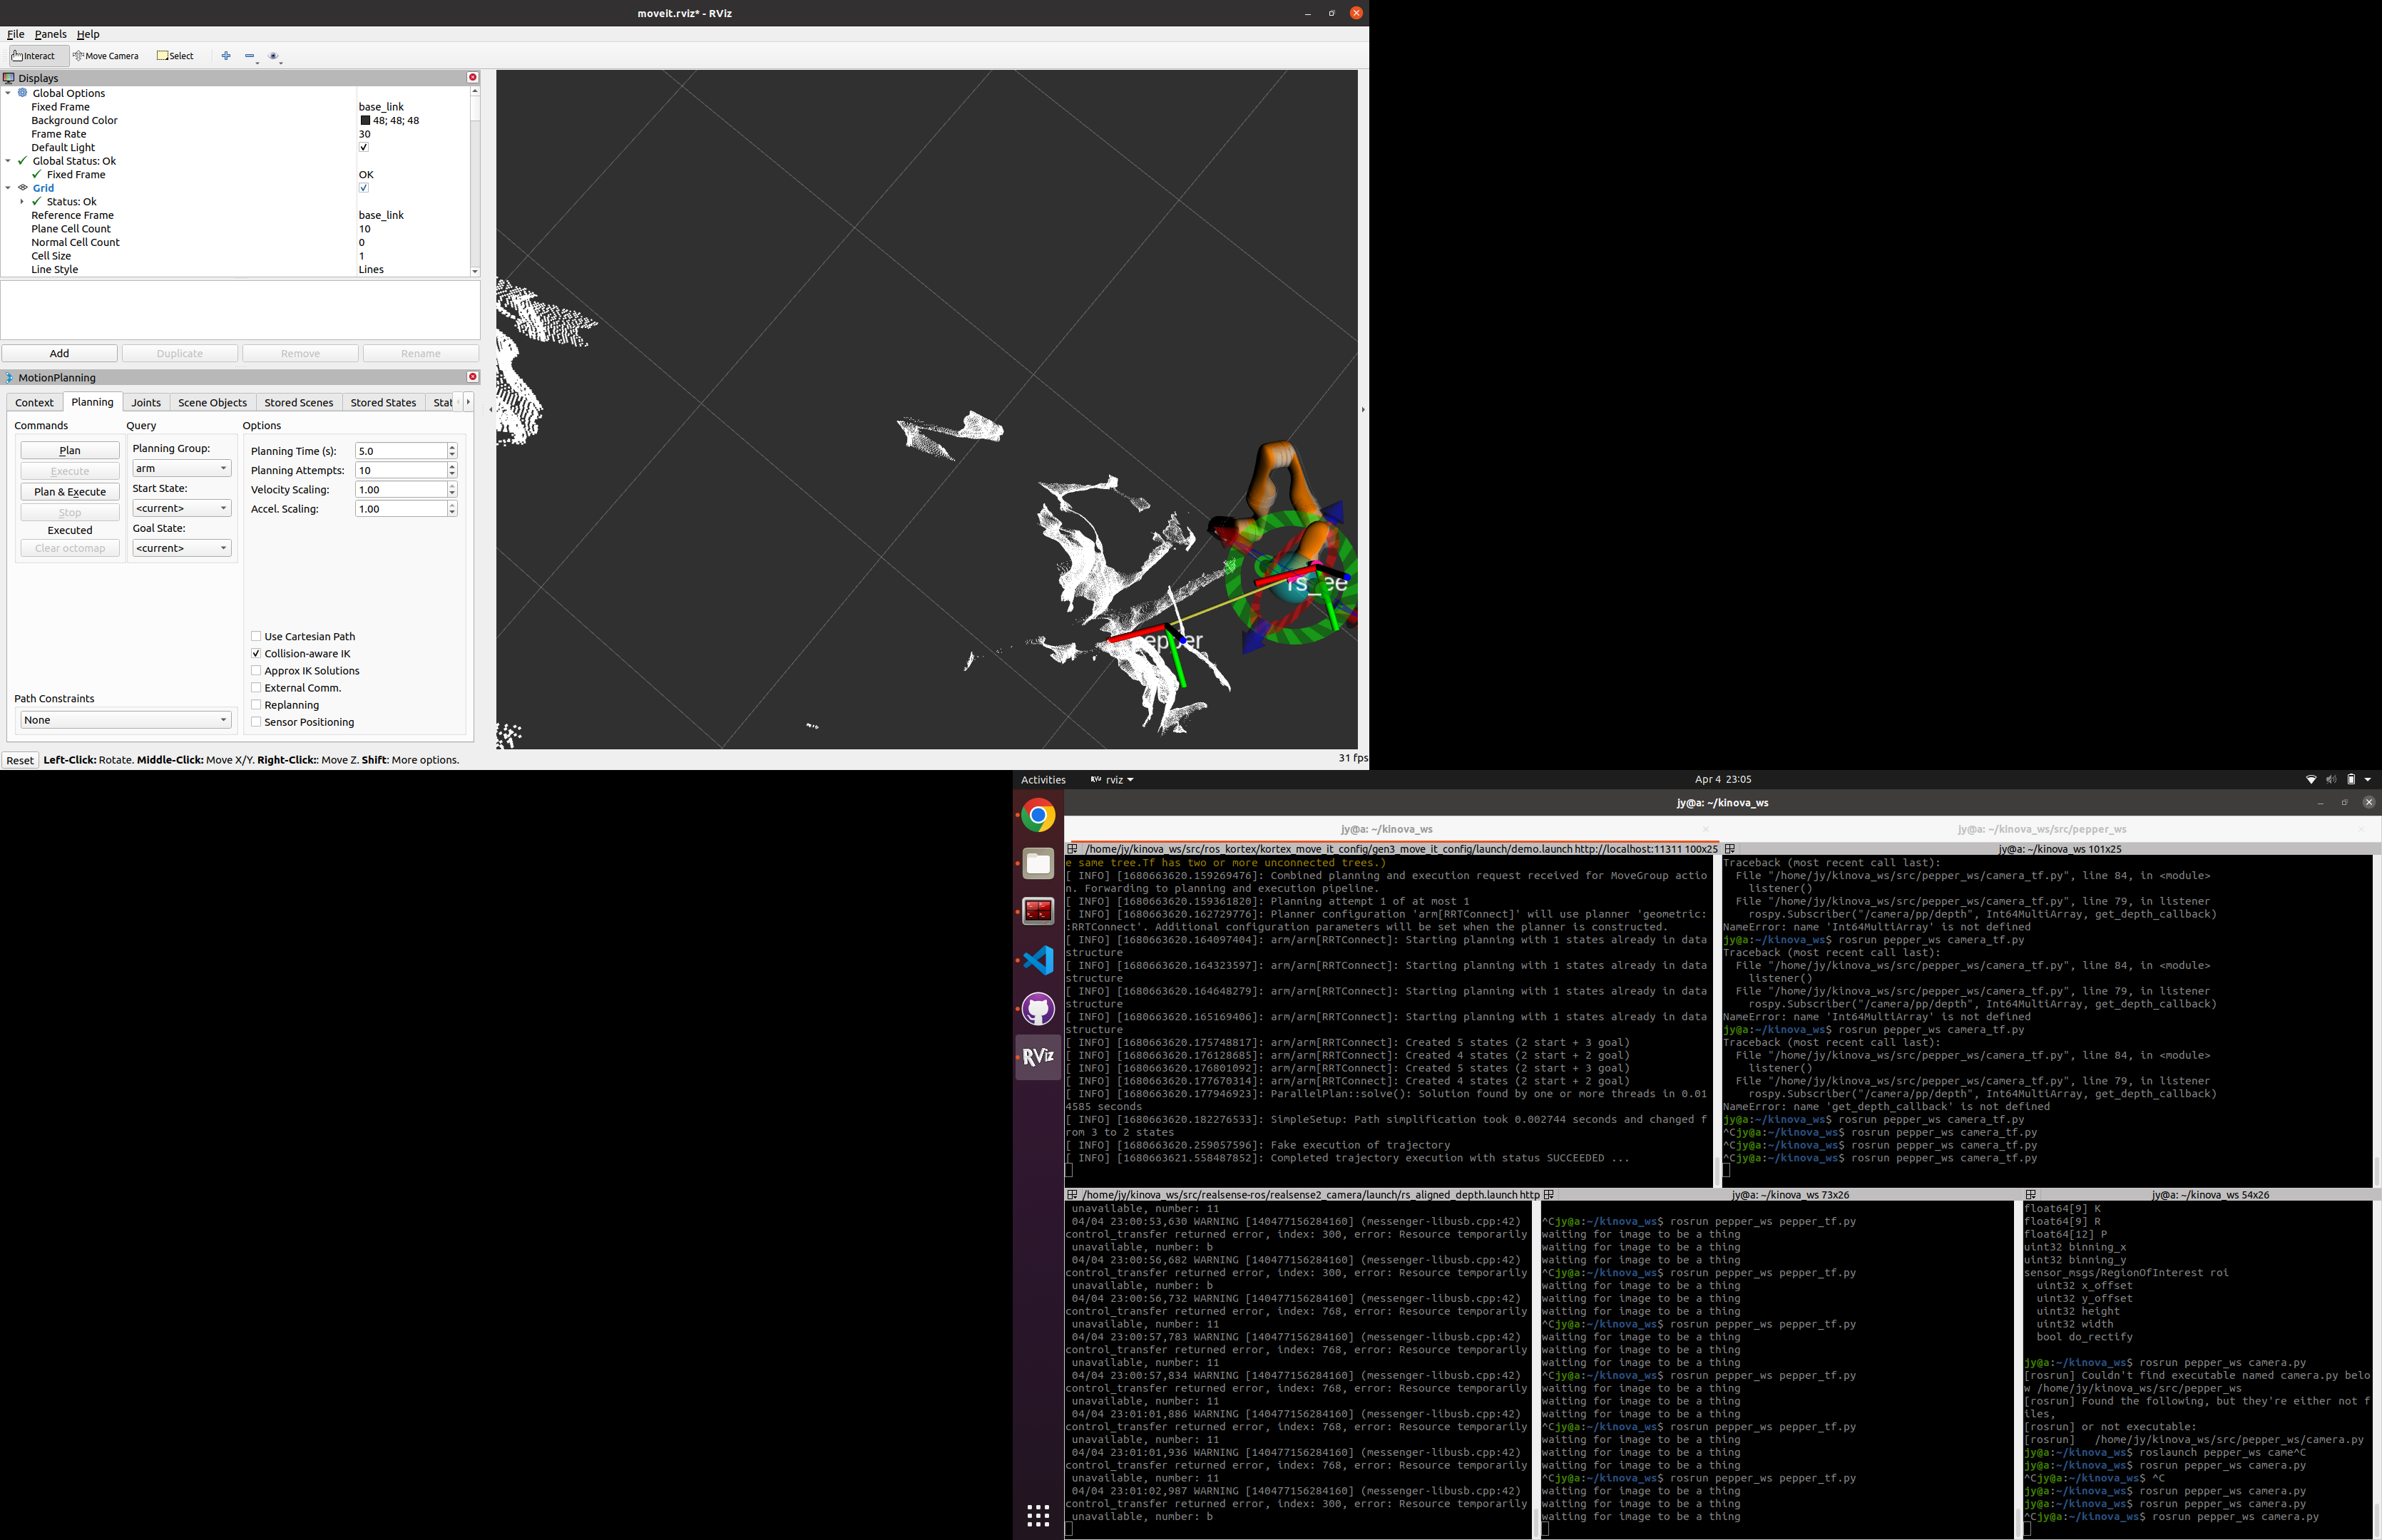 moveit.rviz* - RViz
File Panels Help
Interact Move Camera Select
Displays
Global Options
Fixed Frame base_link
Background Color 48; 48; 48
Frame Rate 30
Default Light
Global Status: Ok
Fixed Frame OK
Grid
Status: Ok
Reference Frame base_link
Plane Cell Count 10
Normal Cell Count 0
Cell Size 1
Line Style Lines
Add Duplicate Remove Rename
MotionPlanning
Context Planning Joints Scene Objects Stored Scenes Stored States Stat
Commands Query Options
Plan
Execute
Plan & Execute
Stop
Executed
Clear octomap
Planning Group:
arm
Start State:
<current>
Goal State:
<current>
Planning Time (s): 5.0
Planning Attempts: 10
Velocity Scaling: 1.00
Accel. Scaling: 1.00
Use Cartesian Path
Collision-aware IK
Approx IK Solutions
External Comm.
Replanning
Sensor Positioning
Path Constraints
None
Reset Left-Click: Rotate. Middle-Click: Move X/Y. Right-Click:: Move Z. Shift: More options.
31 fps
rs_ee
epper
Activities RViz rviz Apr 4 23:05
jy@a: ~/kinova_ws
jy@a: ~/kinova_ws
jy@a: ~/kinova_ws/src/pepper_ws
RViz
/home/jy/kinova_ws/src/ros_kortex/kortex_move_it_config/gen3_move_it_config/launch/demo.launch http://localhost:11311 100x25
e same tree.Tf has two or more unconnected trees.)
[ INFO] [1680663620.159269476]: Combined planning and execution request received for MoveGroup actio
n. Forwarding to planning and execution pipeline.
[ INFO] [1680663620.159361820]: Planning attempt 1 of at most 1
[ INFO] [1680663620.162729776]: Planner configuration 'arm[RRTConnect]' will use planner 'geometric:
:RRTConnect'. Additional configuration parameters will be set when the planner is constructed.
[ INFO] [1680663620.164097404]: arm/arm[RRTConnect]: Starting planning with 1 states already in data
structure
[ INFO] [1680663620.164323597]: arm/arm[RRTConnect]: Starting planning with 1 states already in data
structure
[ INFO] [1680663620.164648279]: arm/arm[RRTConnect]: Starting planning with 1 states already in data
structure
[ INFO] [1680663620.165169406]: arm/arm[RRTConnect]: Starting planning with 1 states already in data
structure
[ INFO] [1680663620.175748817]: arm/arm[RRTConnect]: Created 5 states (2 start + 3 goal)
[ INFO] [1680663620.176128685]: arm/arm[RRTConnect]: Created 4 states (2 start + 2 goal)
[ INFO] [1680663620.176801092]: arm/arm[RRTConnect]: Created 5 states (2 start + 3 goal)
[ INFO] [1680663620.177670314]: arm/arm[RRTConnect]: Created 4 states (2 start + 2 goal)
[ INFO] [1680663620.177946923]: ParallelPlan::solve(): Solution found by one or more threads in 0.01
4585 seconds
[ INFO] [1680663620.182276533]: SimpleSetup: Path simplification took 0.002744 seconds and changed f
rom 3 to 2 states
[ INFO] [1680663620.259057596]: Fake execution of trajectory
[ INFO] [1680663621.558487852]: Completed trajectory execution with status SUCCEEDED ...
jy@a: ~/kinova_ws 101x25
Traceback (most recent call last):
File "/home/jy/kinova_ws/src/pepper_ws/camera_tf.py", line 84, in <module>
listener()
File "/home/jy/kinova_ws/src/pepper_ws/camera_tf.py", line 79, in listener
rospy.Subscriber("/camera/pp/depth", Int64MultiArray, get_depth_callback)
NameError: name 'Int64MultiArray' is not defined
jy@a:~/kinova_ws$ rosrun pepper_ws camera_tf.py
Traceback (most recent call last):
File "/home/jy/kinova_ws/src/pepper_ws/camera_tf.py", line 84, in <module>
listener()
File "/home/jy/kinova_ws/src/pepper_ws/camera_tf.py", line 79, in listener
rospy.Subscriber("/camera/pp/depth", Int64MultiArray, get_depth_callback)
NameError: name 'Int64MultiArray' is not defined
jy@a:~/kinova_ws$ rosrun pepper_ws camera_tf.py
Traceback (most recent call last):
File "/home/jy/kinova_ws/src/pepper_ws/camera_tf.py", line 84, in <module>
listener()
File "/home/jy/kinova_ws/src/pepper_ws/camera_tf.py", line 79, in listener
rospy.Subscriber("/camera/pp/depth", Int64MultiArray, get_depth_callback)
NameError: name 'get_depth_callback' is not defined
jy@a:~/kinova_ws$ rosrun pepper_ws camera_tf.py
^Cjy@a:~/kinova_ws$ rosrun pepper_ws camera_tf.py
^Cjy@a:~/kinova_ws$ rosrun pepper_ws camera_tf.py
^Cjy@a:~/kinova_ws$ rosrun pepper_ws camera_tf.py
/home/jy/kinova_ws/src/realsense-ros/realsense2_camera/launch/rs_aligned_depth.launch http
unavailable, number: 11
04/04 23:00:53,630 WARNING [140477156284160] (messenger-libusb.cpp:42)
control_transfer returned error, index: 300, error: Resource temporarily
unavailable, number: b
04/04 23:00:56,682 WARNING [140477156284160] (messenger-libusb.cpp:42)
control_transfer returned error, index: 300, error: Resource temporarily
unavailable, number: b
04/04 23:00:56,732 WARNING [140477156284160] (messenger-libusb.cpp:42)
control_transfer returned error, index: 768, error: Resource temporarily
unavailable, number: 11
04/04 23:00:57,783 WARNING [140477156284160] (messenger-libusb.cpp:42)
control_transfer returned error, index: 768, error: Resource temporarily
unavailable, number: 11
04/04 23:00:57,834 WARNING [140477156284160] (messenger-libusb.cpp:42)
control_transfer returned error, index: 768, error: Resource temporarily
unavailable, number: 11
04/04 23:01:01,886 WARNING [140477156284160] (messenger-libusb.cpp:42)
control_transfer returned error, index: 768, error: Resource temporarily
unavailable, number: 11
04/04 23:01:01,936 WARNING [140477156284160] (messenger-libusb.cpp:42)
control_transfer returned error, index: 768, error: Resource temporarily
unavailable, number: 11
04/04 23:01:02,987 WARNING [140477156284160] (messenger-libusb.cpp:42)
control_transfer returned error, index: 300, error: Resource temporarily
unavailable, number: b
jy@a: ~/kinova_ws 73x26
^Cjy@a:~/kinova_ws$ rosrun pepper_ws pepper_tf.py
waiting for image to be a thing
waiting for image to be a thing
waiting for image to be a thing
^Cjy@a:~/kinova_ws$ rosrun pepper_ws pepper_tf.py
waiting for image to be a thing
waiting for image to be a thing
waiting for image to be a thing
^Cjy@a:~/kinova_ws$ rosrun pepper_ws pepper_tf.py
waiting for image to be a thing
waiting for image to be a thing
waiting for image to be a thing
^Cjy@a:~/kinova_ws$ rosrun pepper_ws pepper_tf.py
waiting for image to be a thing
waiting for image to be a thing
waiting for image to be a thing
^Cjy@a:~/kinova_ws$ rosrun pepper_ws pepper_tf.py
waiting for image to be a thing
waiting for image to be a thing
waiting for image to be a thing
^Cjy@a:~/kinova_ws$ rosrun pepper_ws pepper_tf.py
waiting for image to be a thing
waiting for image to be a thing
waiting for image to be a thing
jy@a: ~/kinova_ws 54x26
float64[9] K
float64[9] R
float64[12] P
uint32 binning_x
uint32 binning_y
sensor_msgs/RegionOfInterest roi
uint32 x_offset
uint32 y_offset
uint32 height
uint32 width
bool do_rectify
jy@a:~/kinova_ws$ rosrun pepper_ws camera.py
[rosrun] Couldn't find executable named camera.py belo
w /home/jy/kinova_ws/src/pepper_ws
[rosrun] Found the following, but they're either not f
iles,
[rosrun] or not executable:
[rosrun] /home/jy/kinova_ws/src/pepper_ws/camera.py
jy@a:~/kinova_ws$ roslaunch pepper_ws came^C
jy@a:~/kinova_ws$ rosrun pepper_ws camera.py
^Cjy@a:~/kinova_ws$ ^C
jy@a:~/kinova_ws$ rosrun pepper_ws camera.py
jy@a:~/kinova_ws$ rosrun pepper_ws camera.py
^Cjy@a:~/kinova_ws$ rosrun pepper_ws camera.py